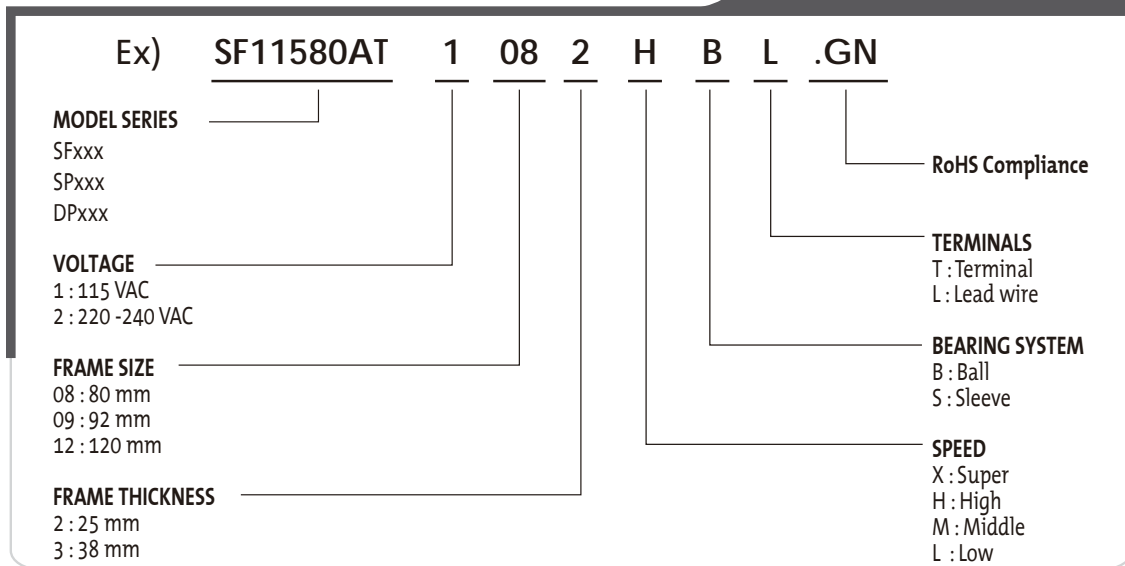 Ex) SF11580AT 1 08 2 H B L .GN
MODEL SERIES
SFxxx
SPxxx
DPxxx
VOLTAGE
1 : 115 VAC
2 : 220 -240 VAC
FRAME SIZE
08 : 80 mm
09 : 92 mm
12 : 120 mm
FRAME THICKNESS
2 : 25 mm
3 : 38 mm
RoHS Compliance
TERMINALS
T : Terminal
L : Lead wire
BEARING SYSTEM
B : Ball
S : Sleeve
SPEED
X : Super
H : High
M : Middle
L : Low